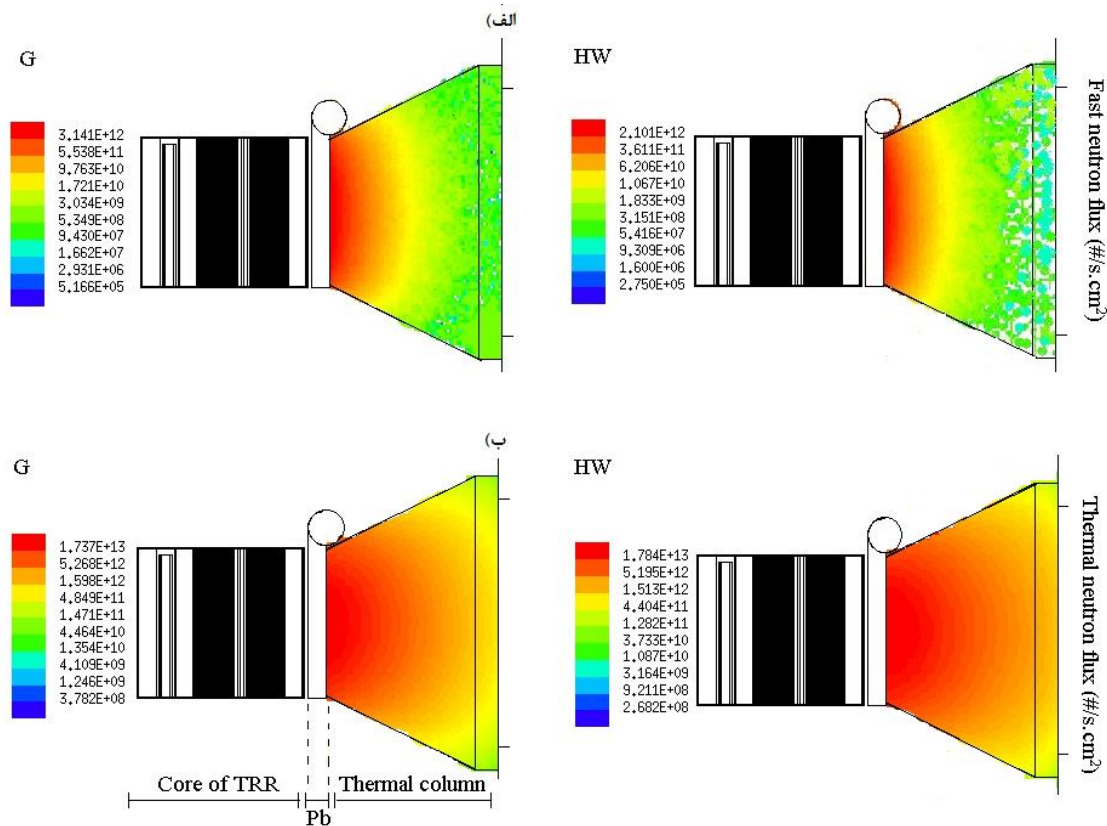 الف)
G
3.141E+12
5.538E+11
9.763E+10
1.721E+10
3.034E+09
5.349E+08
9.430E+07
1.662E+07
2.931E+06
5.166E+05
HW
2.101E+12
3.611E+11
6.206E+10
1.067E+10
1.833E+09
3.151E+08
5.416E+07
9.309E+06
1.600E+06
2.750E+05
Fast neutron flux (#/s.cm²)
ب)
G
1.737E+13
5.268E+12
1.598E+12
4.849E+11
1.471E+11
4.464E+10
1.354E+10
4.109E+09
1.246E+09
3.782E+08
HW
1.784E+13
5.195E+12
1.513E+12
4.404E+11
1.282E+11
3.733E+10
1.087E+10
3.164E+09
9.211E+08
2.682E+08
Thermal neutron flux (#/s.cm²)
Core of TRR
Pb
Thermal column